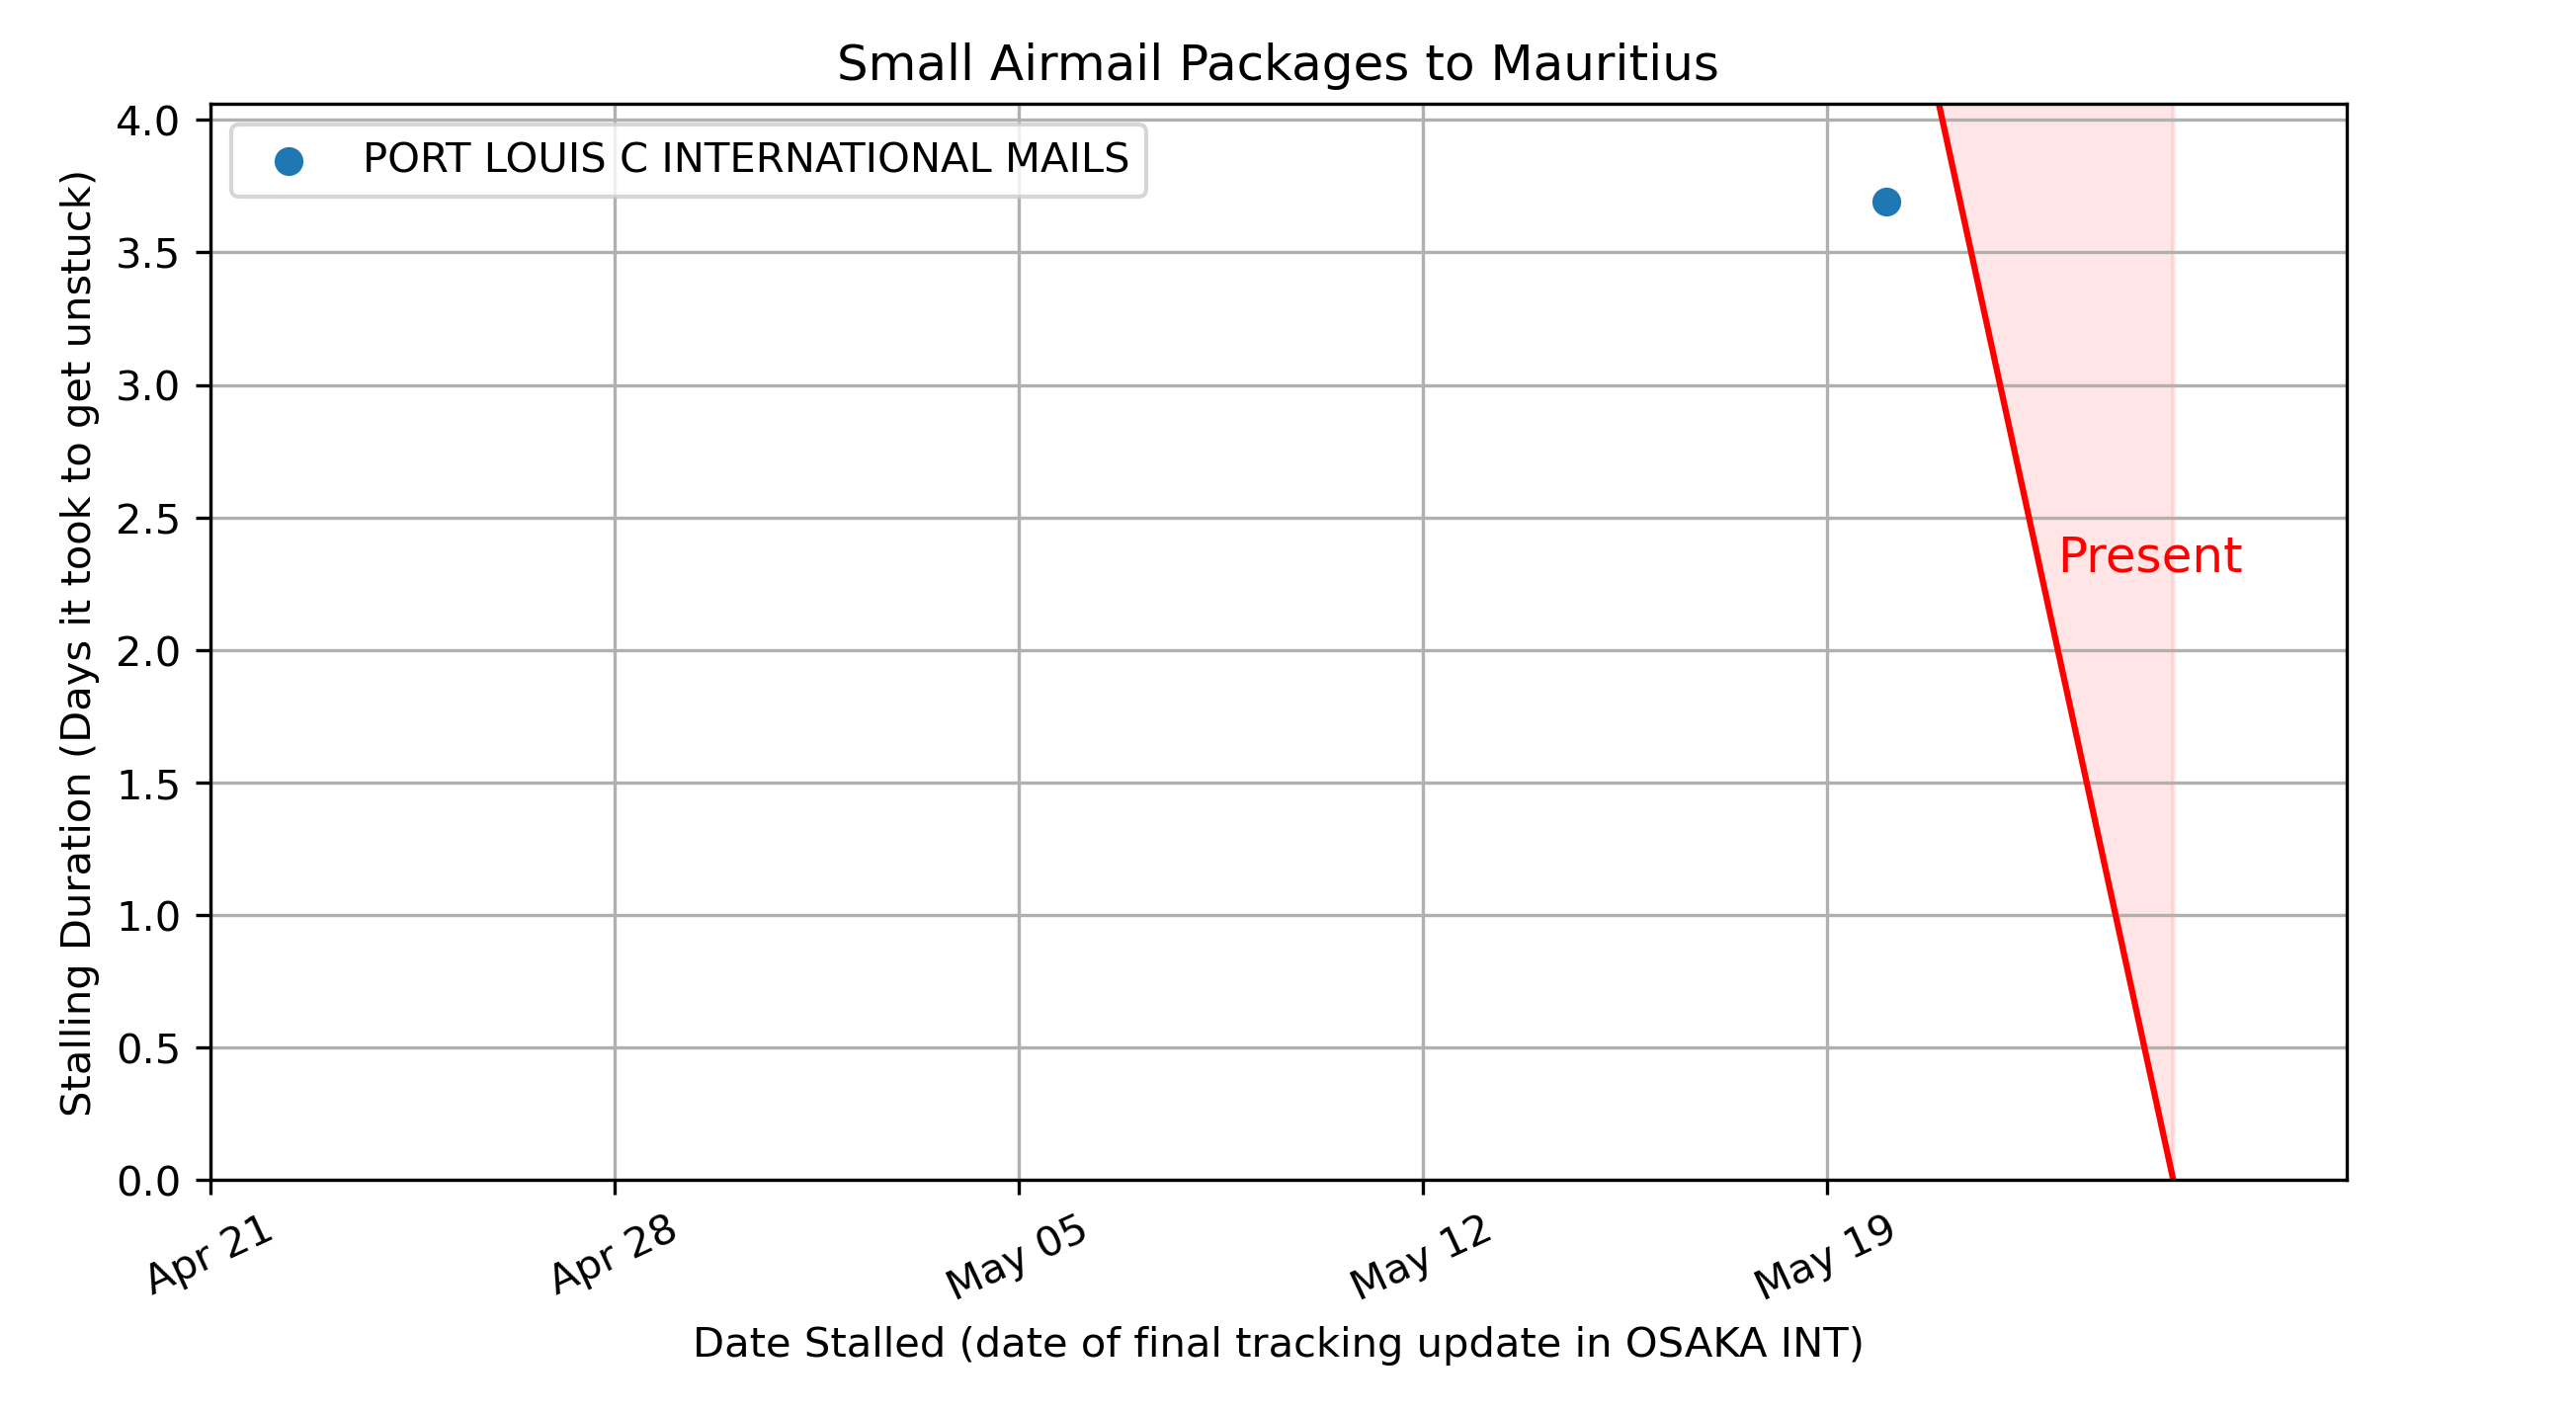 Small Airmail Packages to Mauritius
PORT LOUIS C INTERNATIONAL MAILS
Stalling Duration (Days it took to get unstuck)
4.0
3.5
3.0
2.5
2.0
1.5
1.0
0.5
0.0
Present
Apr 21
Apr 28
May 05
May 12
May 19
Date Stalled (date of final tracking update in OSAKA INT)